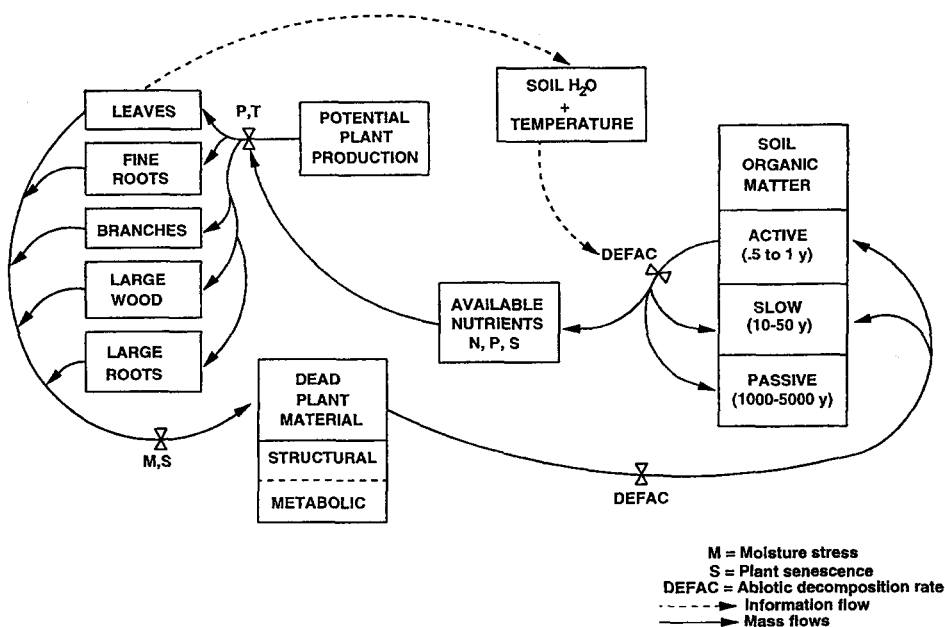 LEAVES
FINE
ROOTS
BRANCHES
LARGE
WOOD
LARGE
ROOTS
P,T
POTENTIAL
PLANT
PRODUCTION
SOIL H₂O
+
TEMPERATURE
SOIL
ORGANIC
MATTER
ACTIVE
(.5 to 1 y)
SLOW
(10-50 y)
PASSIVE
(1000-5000 y)
DEFAC
AVAILABLE
NUTRIENTS
N, P, S
DEAD
PLANT
MATERIAL
STRUCTURAL
METABOLIC
M,S
DEFAC
M = Moisture stress
S = Plant senescence
DEFAC = Abiotic decomposition rate
Information flow
Mass flows